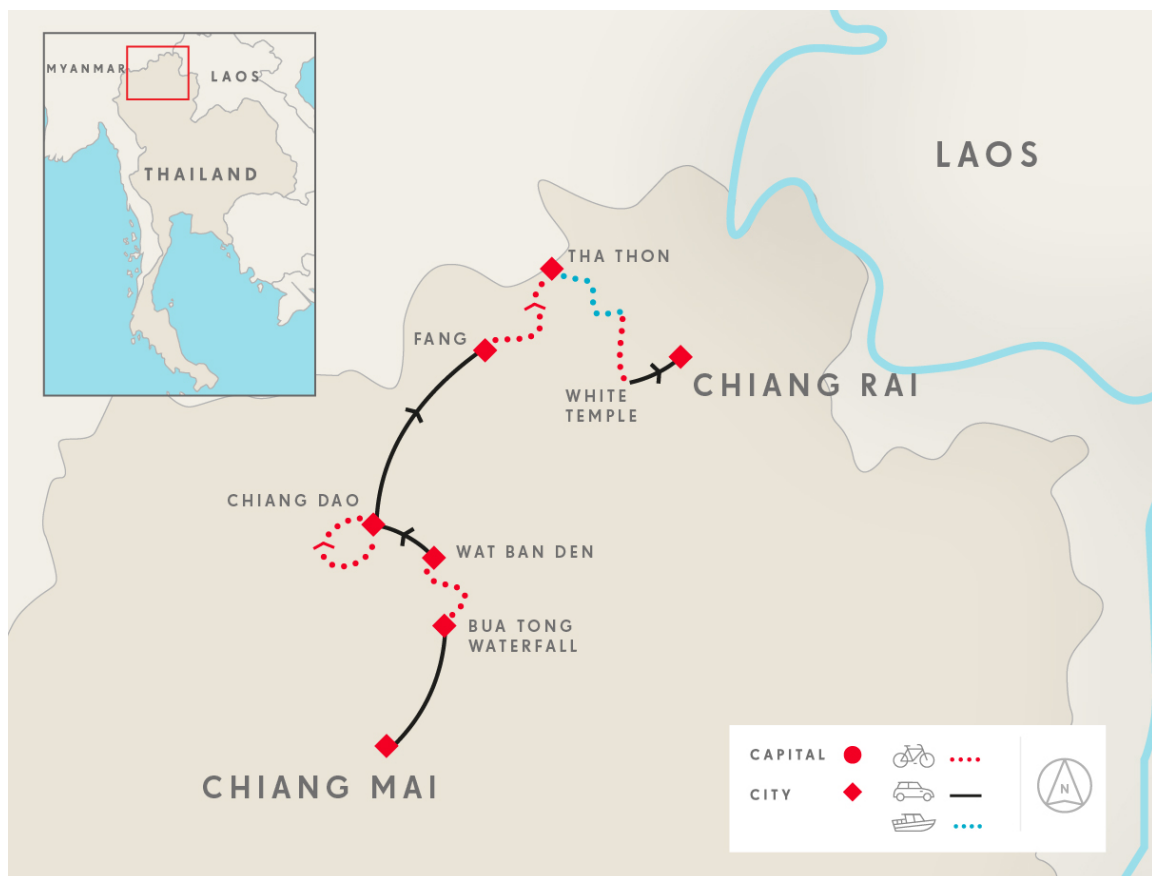 MYANMAR
LAOS
THAILAND
LAOS
THA THON
FANG
WHITE
TEMPLE
CHIANG RAI
CHIANG DAO
WAT BAN DEN
BUA TONG
WATERFALL
CHIANG MAI
CAPITAL
CITY
N